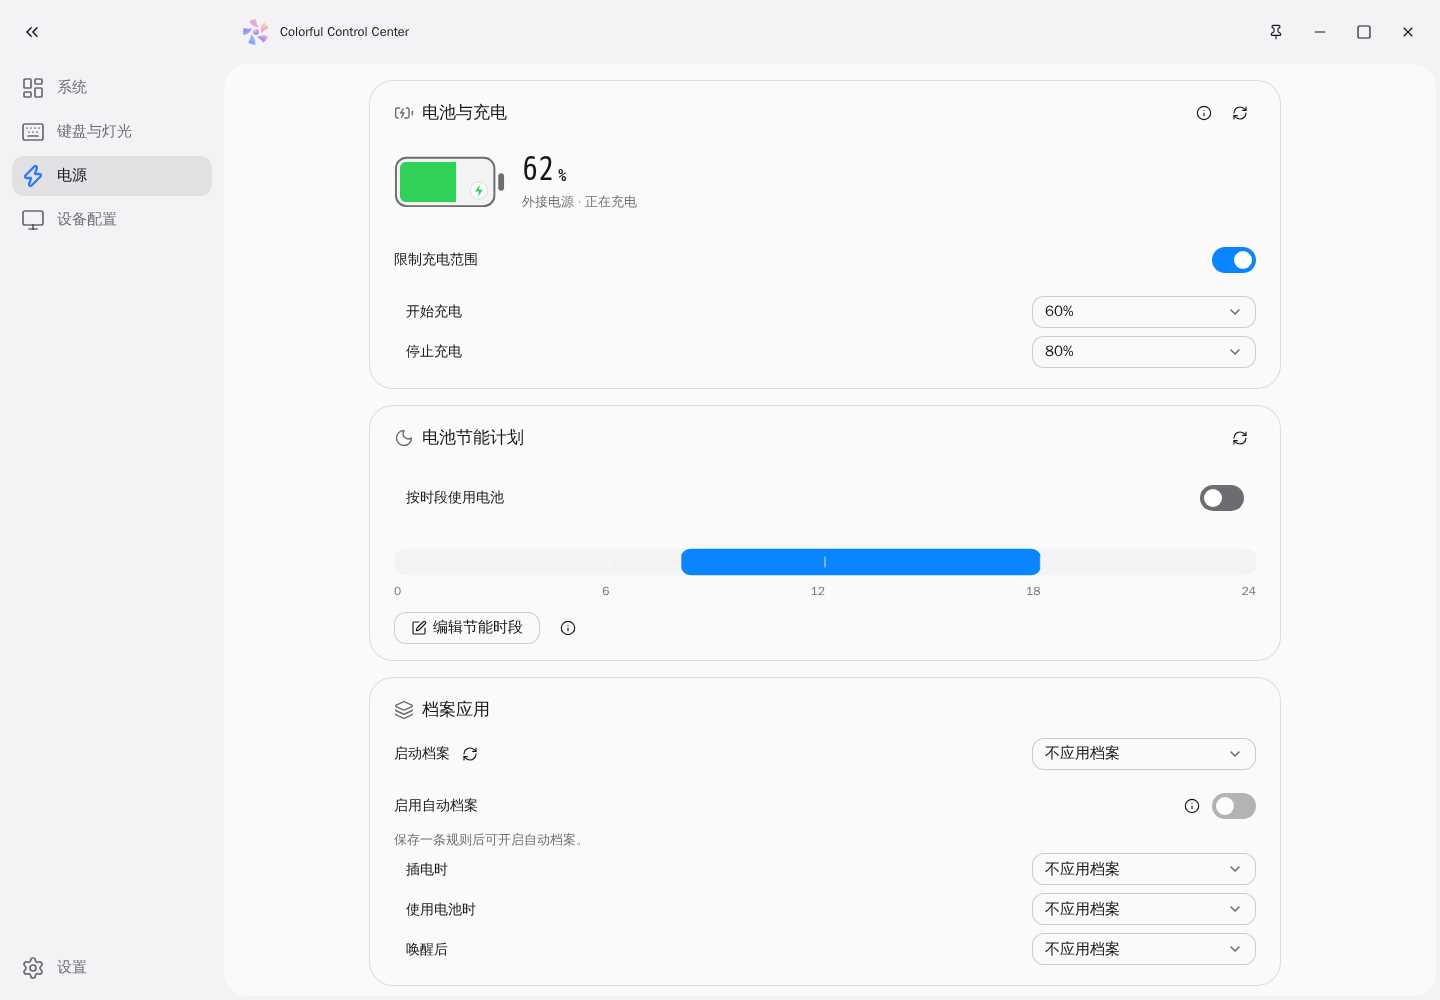 Colorful Control Center
系统
键盘与灯光
电源
设备配置
设置
电池与充电
62%
外接电源 · 正在充电
限制充电范围
开始充电 60%
停止充电 80%
电池节能计划
按时段使用电池
0 6 12 18 24
编辑节能时段
档案应用
启动档案 不应用档案
启用自动档案
保存一条规则后可开启自动档案。
插电时 不应用档案
使用电池时 不应用档案
唤醒后 不应用档案